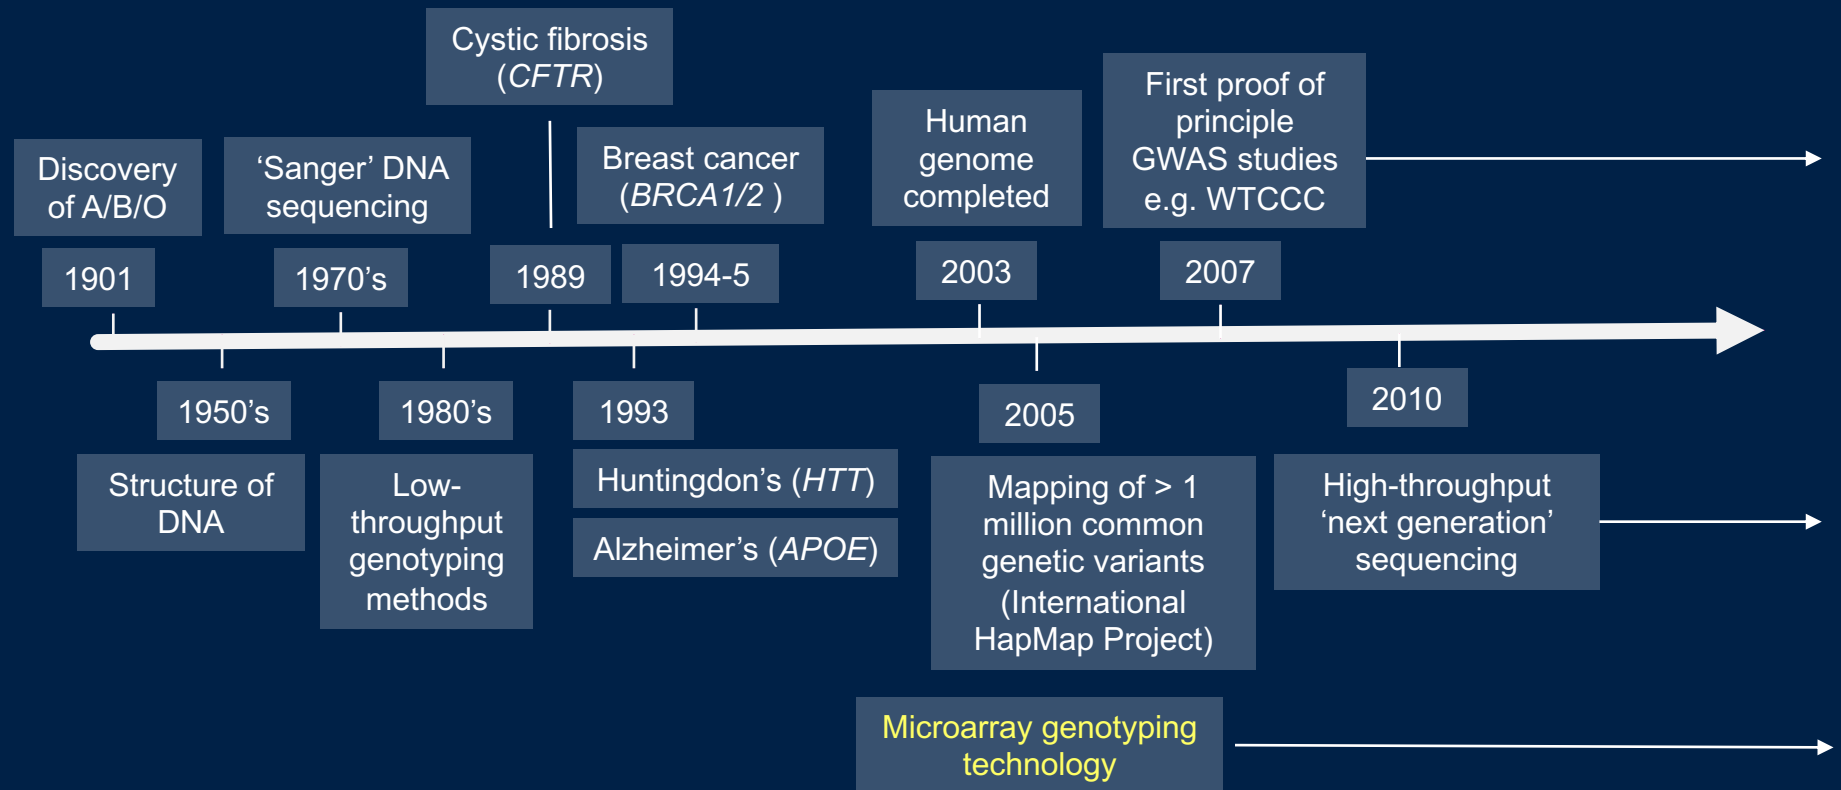 Cystic fibrosis
(CFTR)
Discovery
of A/B/O
1901
‘Sanger’ DNA
sequencing
1970’s
1989
Breast cancer
(BRCA1/2 )
1994-5
Human
genome
completed
2003
First proof of
principle
GWAS studies
e.g. WTCCC
2007
1950’s
Structure of
DNA
1980’s
Low-
throughput
genotyping
methods
1993
Huntingdon’s (HTT)
Alzheimer’s (APOE)
2005
Mapping of > 1
million common
genetic variants
(International
HapMap Project)
2010
High-throughput
‘next generation’
sequencing
Microarray genotyping
technology